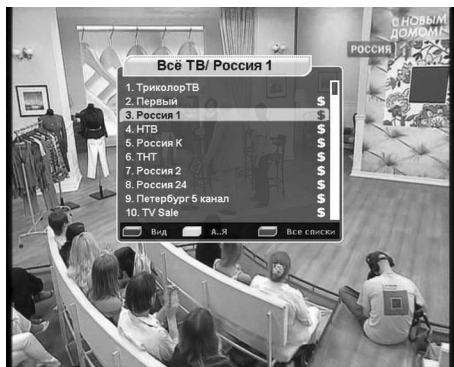 С НОВЫМ
ДОМОМ!
РОССИЯ 1
Всё ТВ/ Россия 1
1. ТриколорТВ
2. Первый $
3. Россия 1 $
4. НТВ $
5. Россия К $
6. ТНТ $
7. Россия 2 $
8. Россия 24 $
9. Петербург 5 канал $
10. TV Sale $
Вид А..Я Все списки